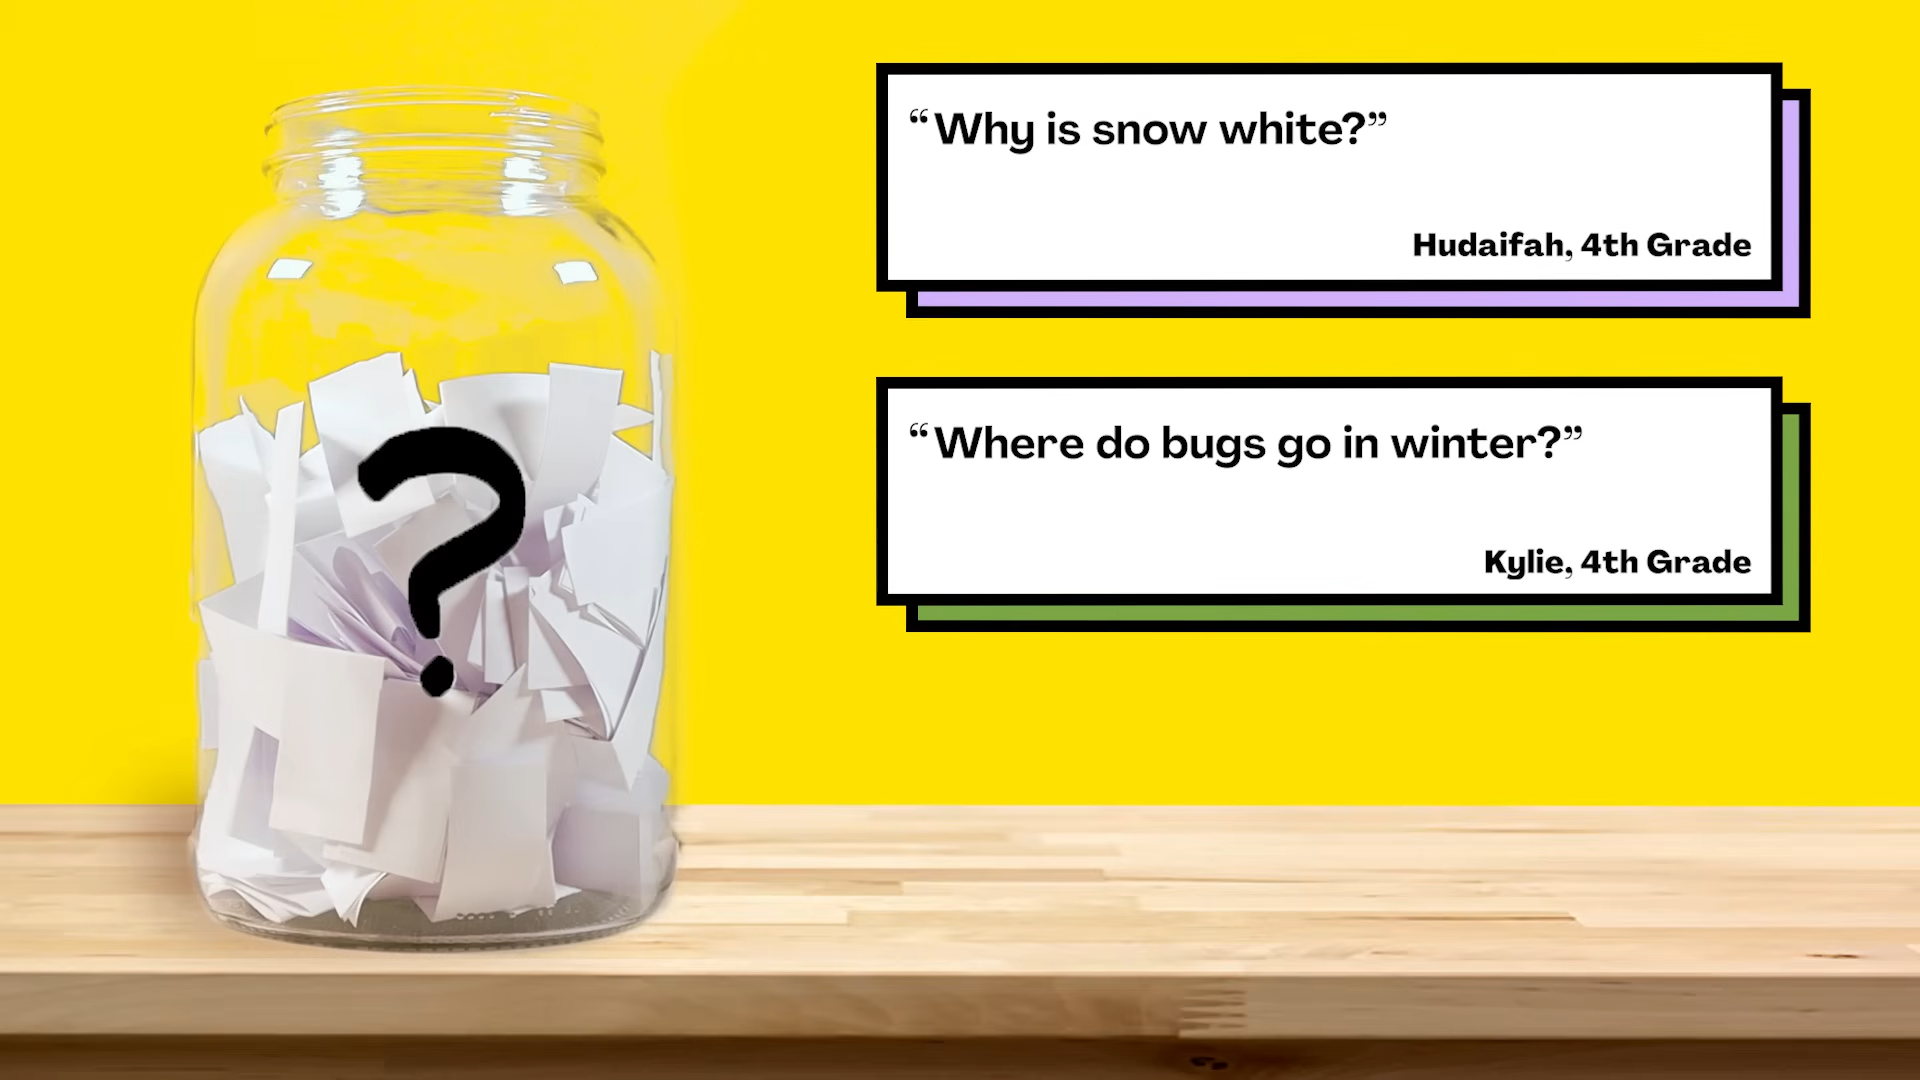 ?
“Why is snow white?”
Hudaifah, 4th Grade
“Where do bugs go in winter?”
Kylie, 4th Grade